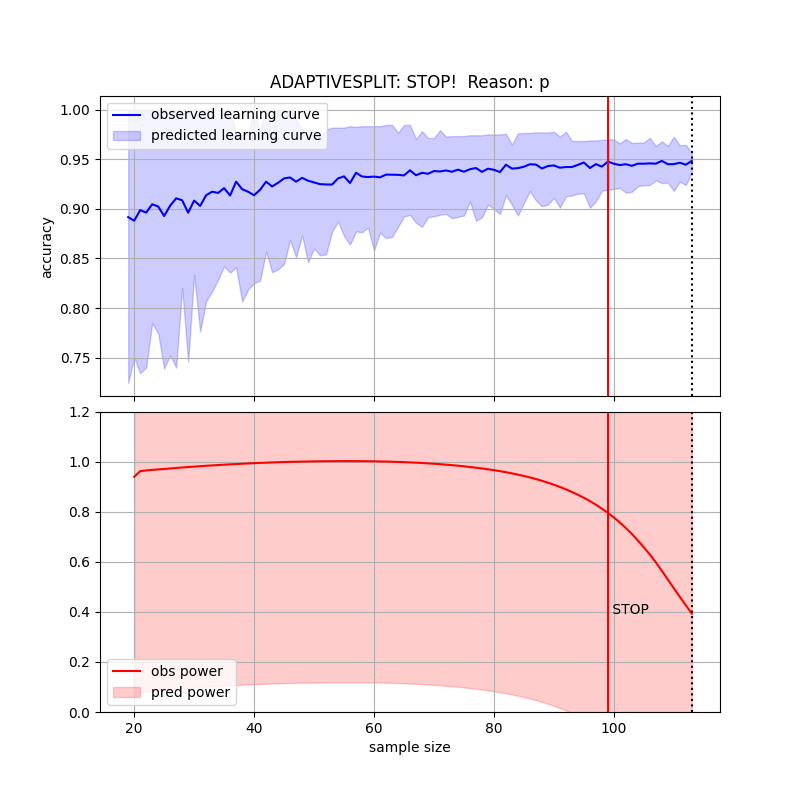 ADAPTIVESPLIT: STOP!  Reason: p
observed learning curve
predicted learning curve
1.00
0.95
0.90
0.85
0.80
0.75
accuracy
1.2
1.0
0.8
0.6
0.4
0.2
0.0
STOP
obs power
pred power
20 40 60 80 100
sample size